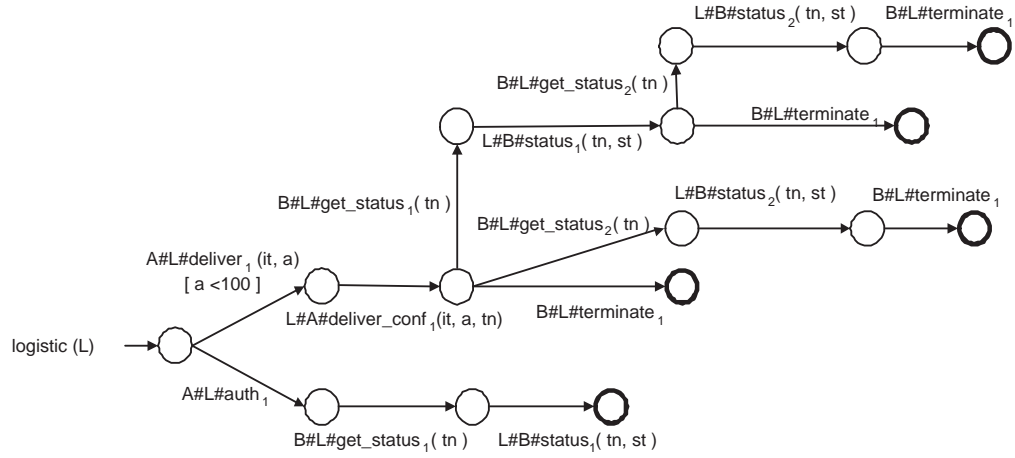 L#B#status₂( tn, st )
B#L#terminate₁
B#L#get_status₂( tn )
B#L#terminate₁
L#B#status₁( tn, st )
L#B#status₂( tn, st )
B#L#terminate₁
B#L#get_status₁( tn )
B#L#get_status₂( tn )
A#L#deliver₁ (it, a)
[ a <100 ]
L#A#deliver_conf₁(it, a, tn)
B#L#terminate₁
logistic (L)
A#L#auth₁
B#L#get_status₁( tn )
L#B#status₁( tn, st )